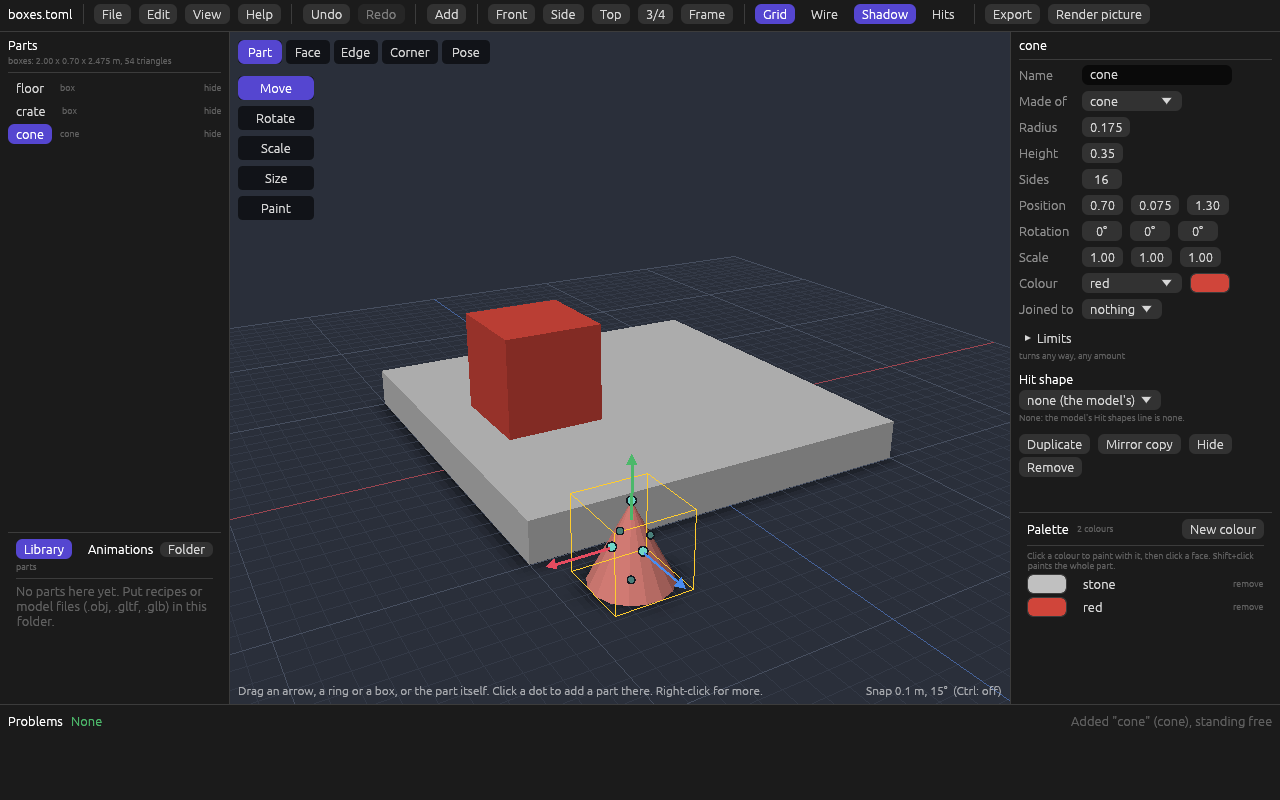 boxes.toml File Edit View Help Undo Redo Add Front Side Top 3/4 Frame Grid Wire Shadow Hits Export Render picture
Parts
boxes: 2.00 x 0.70 x 2.475 m, 54 triangles
floor box hide
crate box hide
cone cone hide
Library Animations Folder
parts
No parts here yet. Put recipes or
model files (.obj, .gltf, .glb) in this
folder.
Part Face Edge Corner Pose
Move
Rotate
Scale
Size
Paint
Drag an arrow, a ring or a box, or the part itself. Click a dot to add a part there. Right-click for more.
Snap 0.1 m, 15° (Ctrl: off)
cone
Name cone
Made of cone
Radius 0.175
Height 0.35
Sides 16
Position 0.70 0.075 1.30
Rotation 0° 0° 0°
Scale 1.00 1.00 1.00
Colour red
Joined to nothing
Limits
turns any way, any amount
Hit shape
none (the model's)
None: the model's Hit shapes line is none.
Duplicate Mirror copy Hide
Remove
Palette 2 colours New colour
Click a colour to paint with it, then click a face. Shift+click
paints the whole part.
stone remove
red remove
Problems None
Added "cone" (cone), standing free